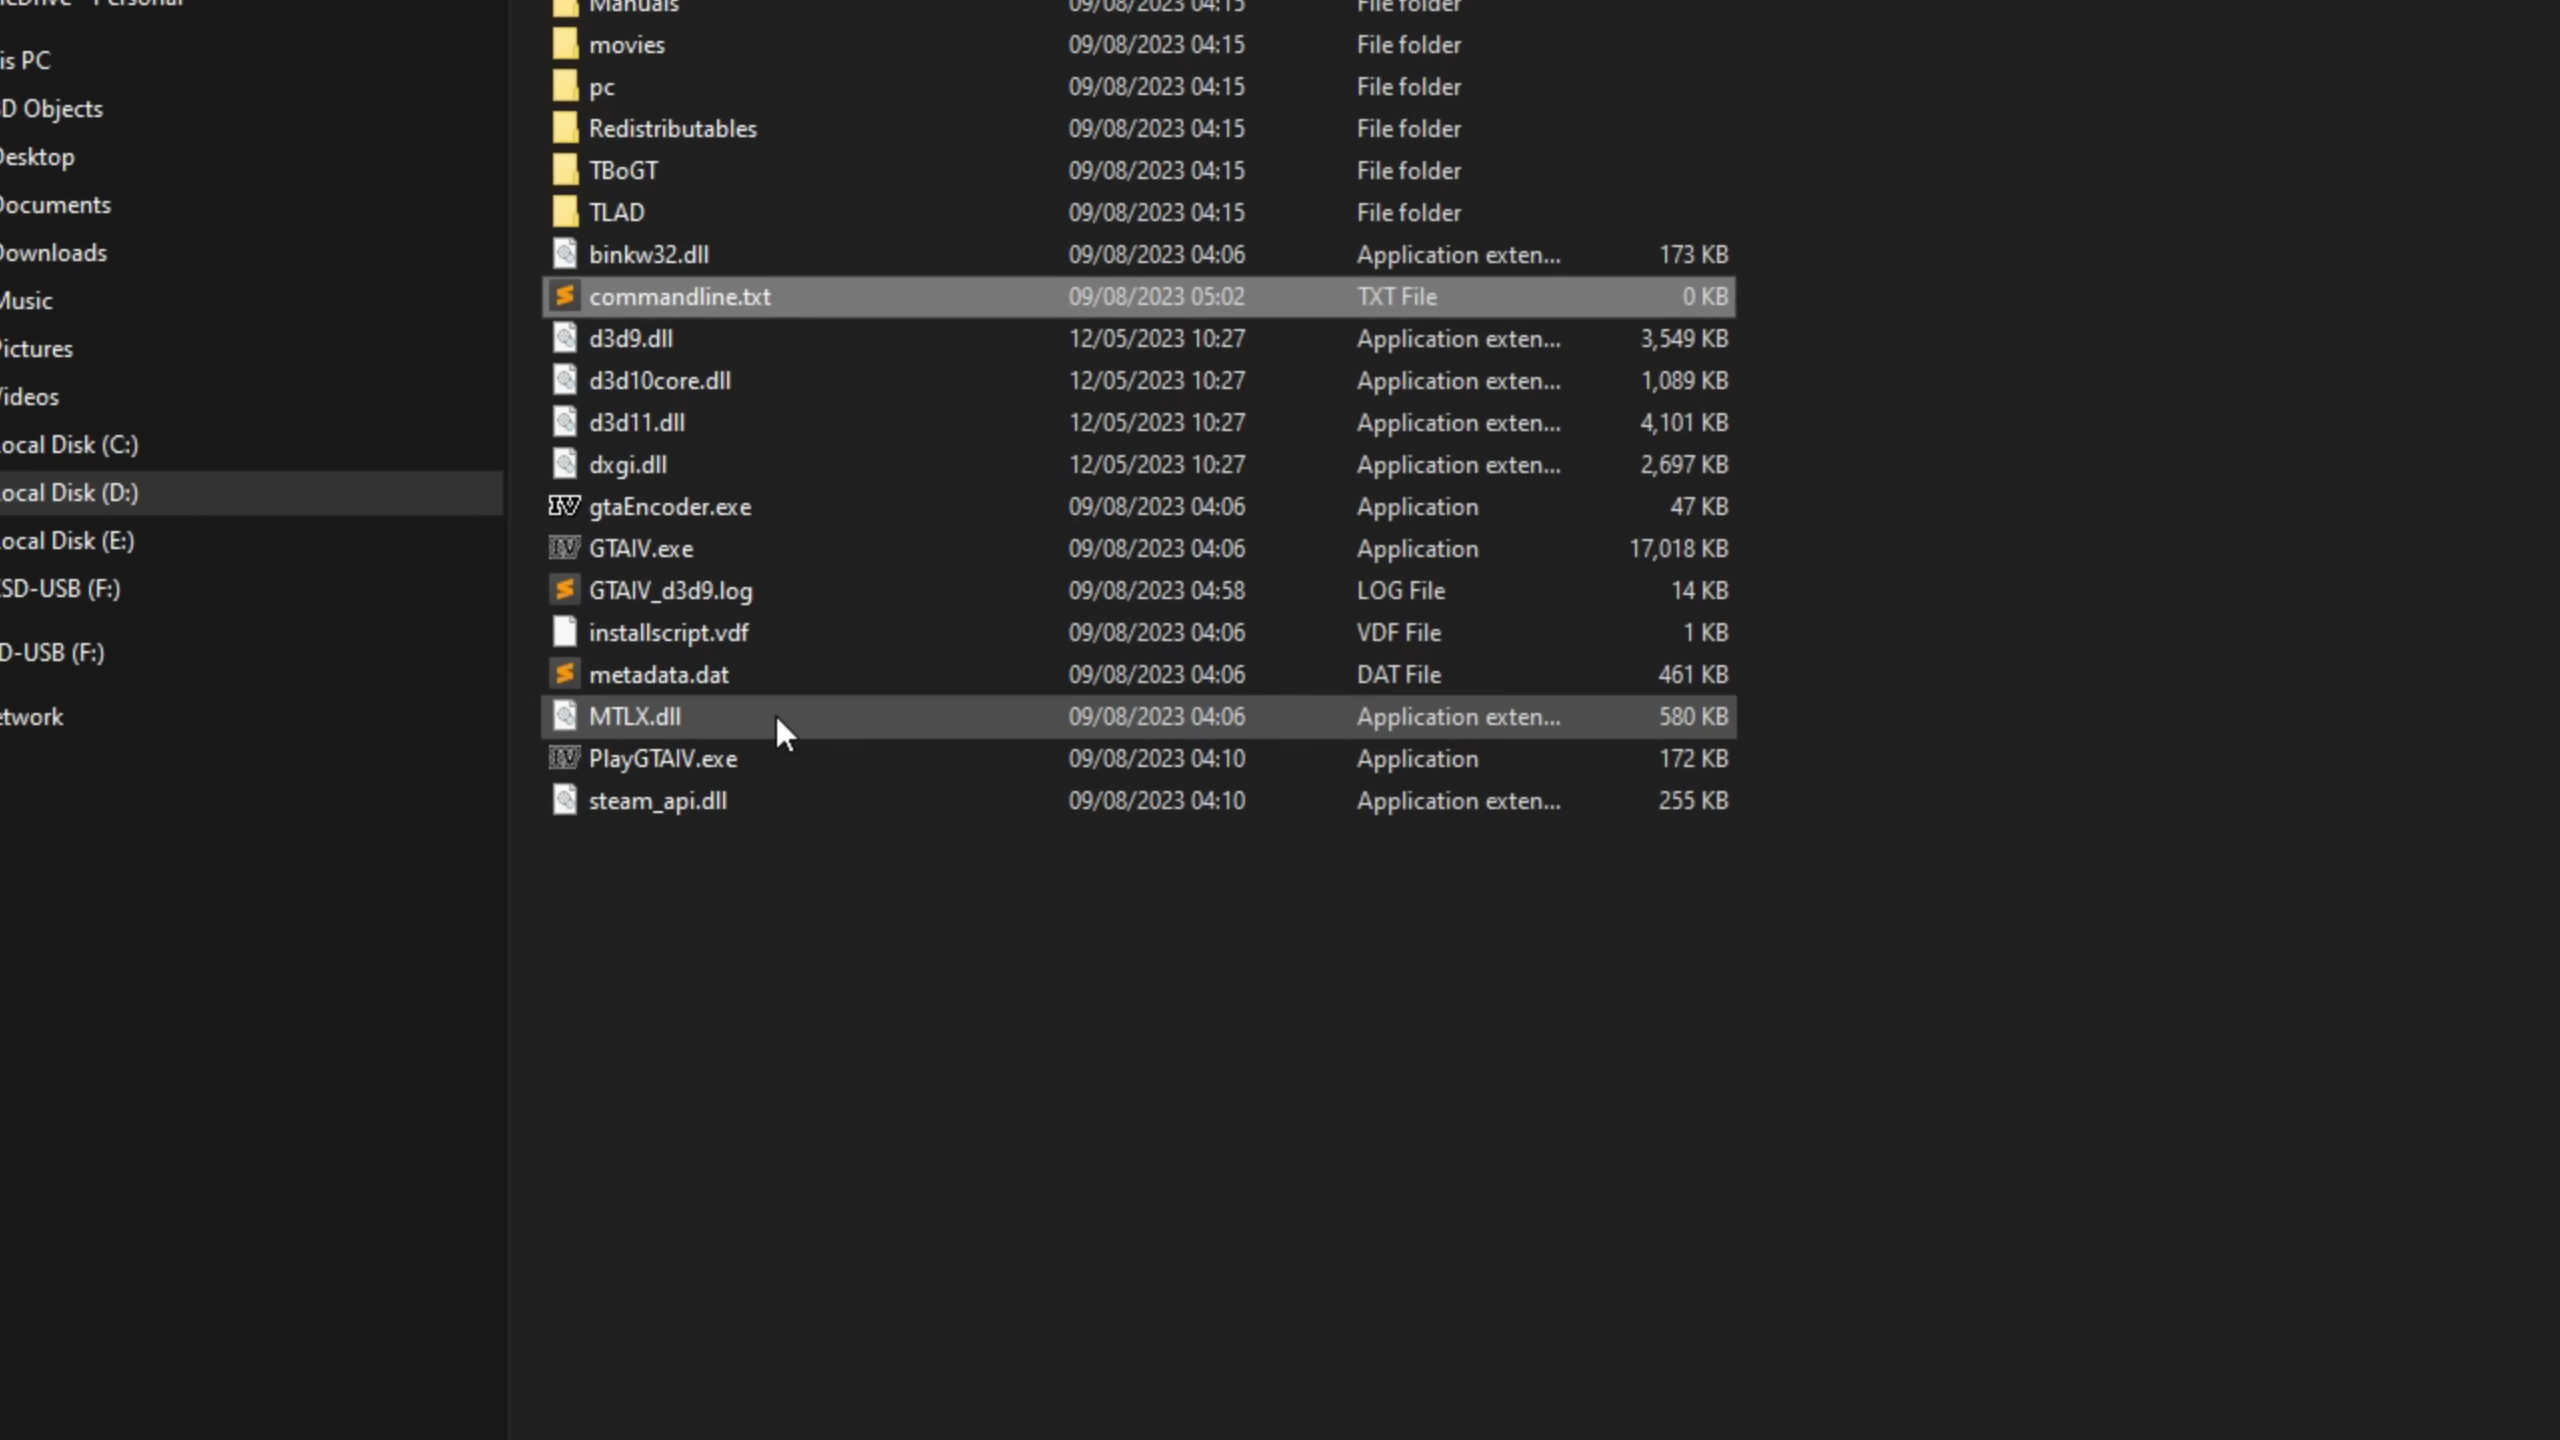 is PC
D Objects
Desktop
Documents
Downloads
Music
Pictures
Videos
ocal Disk (C:)
ocal Disk (D:)
ocal Disk (E:)
SD-USB (F:)
D-USB (F:)
etwork
Manuals 09/08/2023 04:15 File folder
movies 09/08/2023 04:15 File folder
pc 09/08/2023 04:15 File folder
Redistributables 09/08/2023 04:15 File folder
TBoGT 09/08/2023 04:15 File folder
TLAD 09/08/2023 04:15 File folder
binkw32.dll 09/08/2023 04:06 Application exten... 173 KB
commandline.txt 09/08/2023 05:02 TXT File 0 KB
d3d9.dll 12/05/2023 10:27 Application exten... 3,549 KB
d3d10core.dll 12/05/2023 10:27 Application exten... 1,089 KB
d3d11.dll 12/05/2023 10:27 Application exten... 4,101 KB
dxgi.dll 12/05/2023 10:27 Application exten... 2,697 KB
gtaEncoder.exe 09/08/2023 04:06 Application 47 KB
GTAIV.exe 09/08/2023 04:06 Application 17,018 KB
GTAIV_d3d9.log 09/08/2023 04:58 LOG File 14 KB
installscript.vdf 09/08/2023 04:06 VDF File 1 KB
metadata.dat 09/08/2023 04:06 DAT File 461 KB
MTLX.dll 09/08/2023 04:06 Application exten... 580 KB
PlayGTAIV.exe 09/08/2023 04:10 Application 172 KB
steam_api.dll 09/08/2023 04:10 Application exten... 255 KB